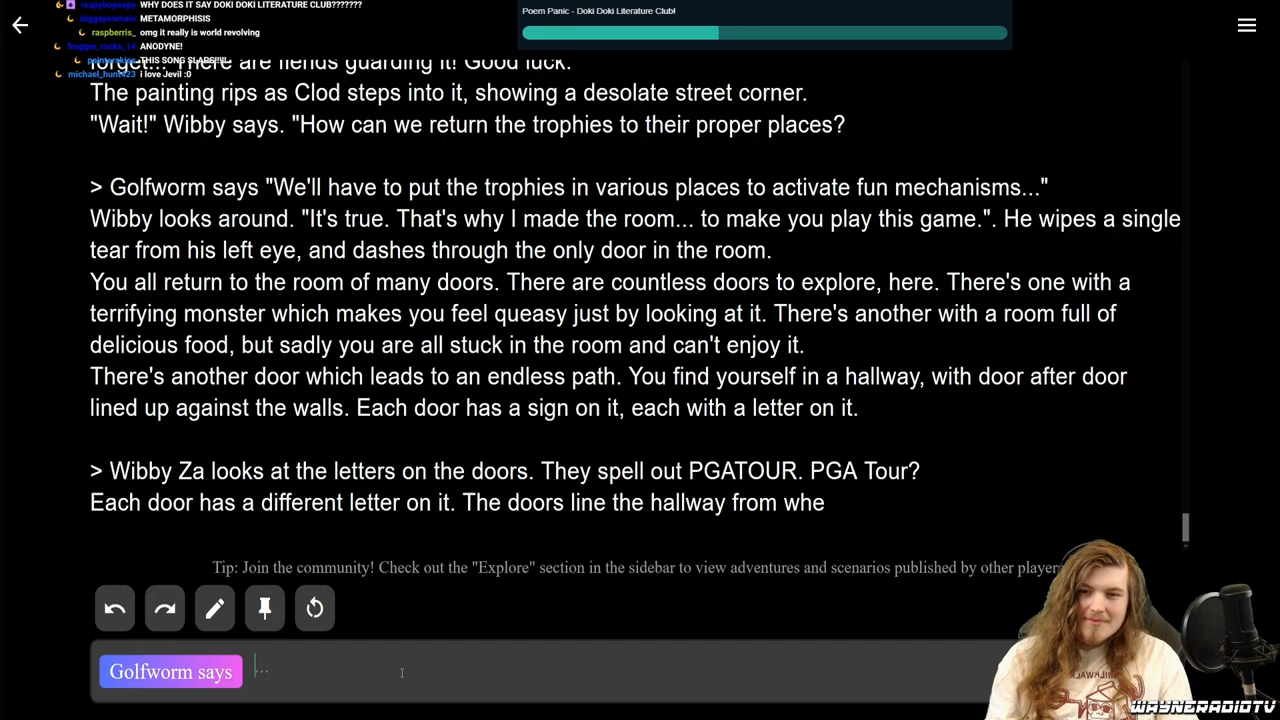 reapybupeepy WHY DOES IT SAY DOKI DOKI LITERATURE CLUB???????
biggaysonmain METAMORPHISIS
raspberris_ omg it really is world revolving
frogger_rocks_14 ANODYNE!
pointerskies THIS SONG SLAPS!!!!
michael_hunt423 i love Jevil :0
Poem Panic - Doki Doki Literature Club!
forget... There are fiends guarding it! Good luck.
The painting rips as Clod steps into it, showing a desolate street corner.
"Wait!" Wibby says. "How can we return the trophies to their proper places?
> Golfworm says "We'll have to put the trophies in various places to activate fun mechanisms..."
Wibby looks around. "It's true. That's why I made the room... to make you play this game.". He wipes a single
tear from his left eye, and dashes through the only door in the room.
You all return to the room of many doors. There are countless doors to explore, here. There's one with a
terrifying monster which makes you feel queasy just by looking at it. There's another with a room full of
delicious food, but sadly you are all stuck in the room and can't enjoy it.
There's another door which leads to an endless path. You find yourself in a hallway, with door after door
lined up against the walls. Each door has a sign on it, each with a letter on it.
> Wibby Za looks at the letters on the doors. They spell out PGATOUR. PGA Tour?
Each door has a different letter on it. The doors line the hallway from whe
Tip: Join the community! Check out the "Explore" section in the sidebar to view adventures and scenarios published by other player
Golfworm says ...
WAYNERADIOTV